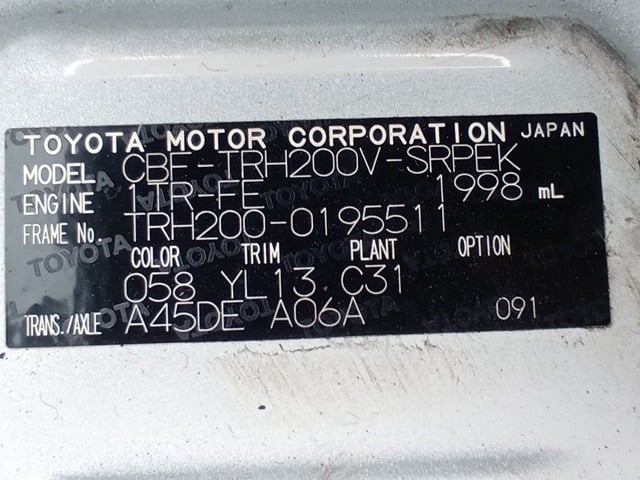 TOYOTA MOTOR CORPORATION JAPAN
MODEL CBF-TRH200V-SRPEK
ENGINE 1TR-FE 1998 mL
FRAME No. TRH200-0195511
COLOR TRIM PLANT OPTION
058 YL13 C31
TRANS./AXLE A45DE A06A 091